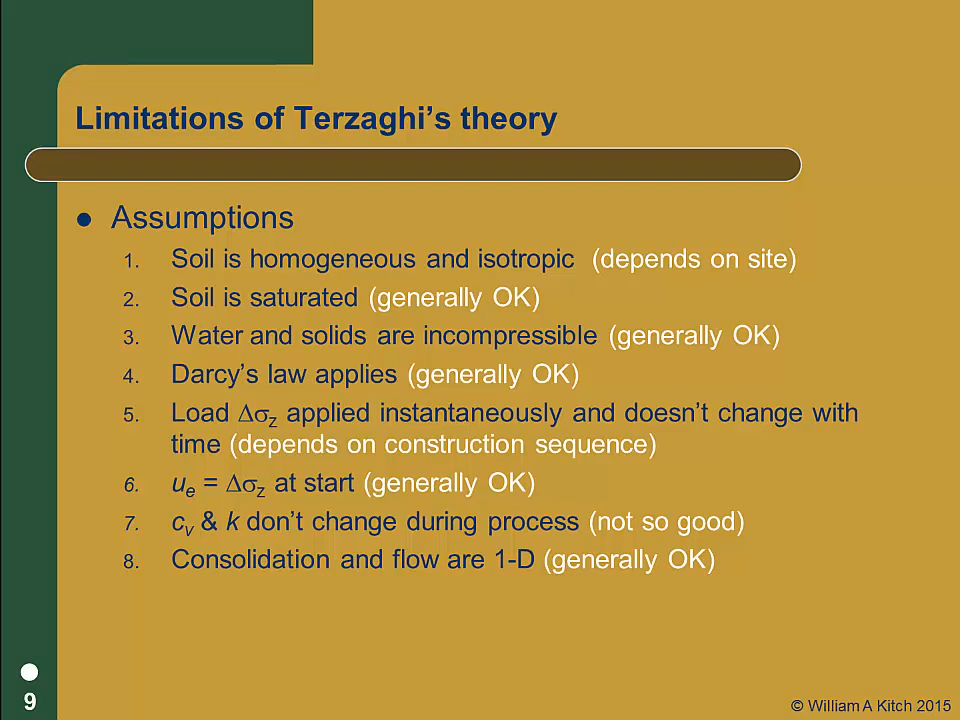 Limitations of Terzaghi's theory
Assumptions
1. Soil is homogeneous and isotropic (depends on site)
2. Soil is saturated (generally OK)
3. Water and solids are incompressible (generally OK)
4. Darcy's law applies (generally OK)
5. Load Δσz applied instantaneously and doesn't change with
time (depends on construction sequence)
6. ue = Δσz at start (generally OK)
7. cv & k don't change during process (not so good)
8. Consolidation and flow are 1-D (generally OK)
9
© William A Kitch 2015